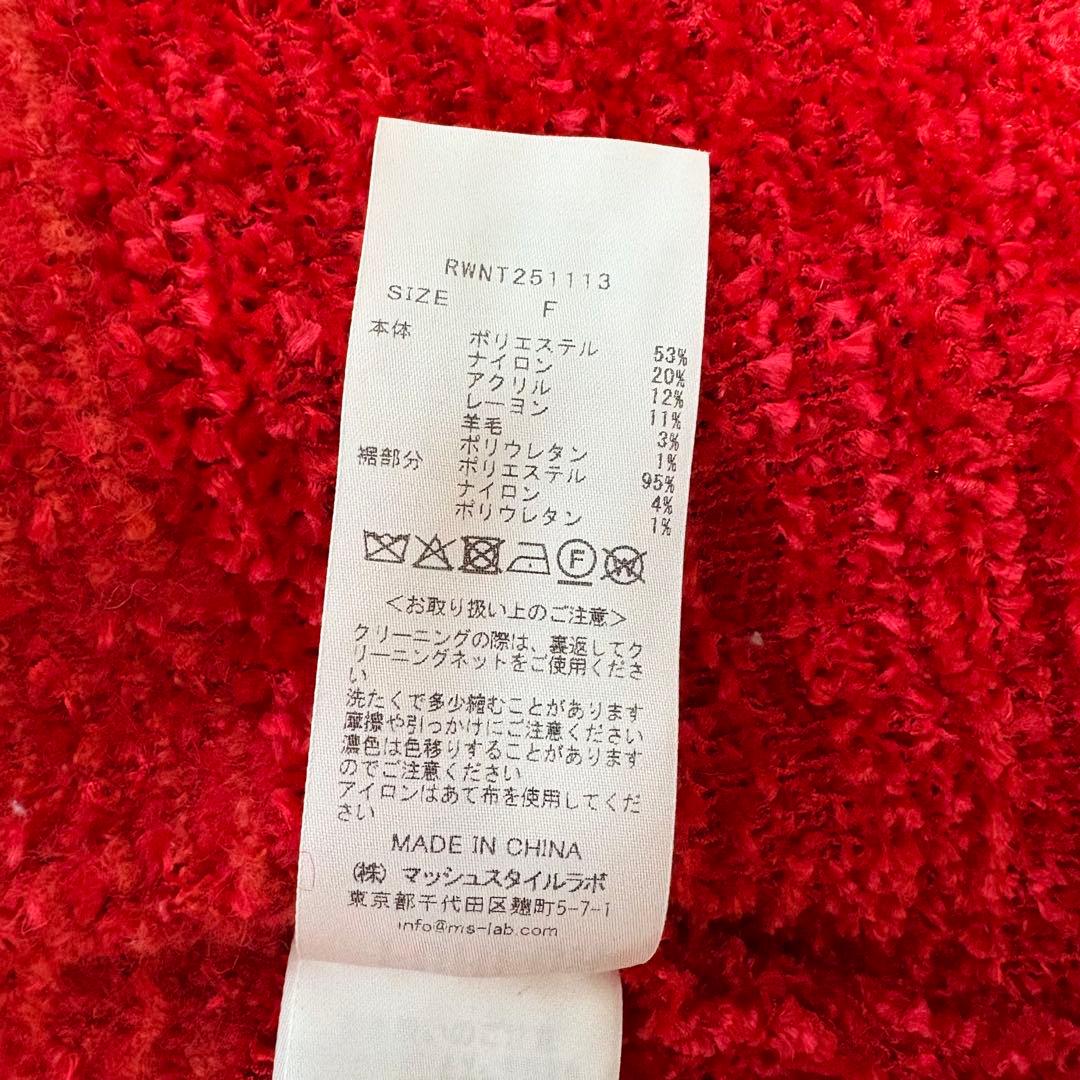 RWNT251113
SIZE F
本体 ポリエステル 53%
ナイロン 20%
アクリル 12%
レーヨン 11%
羊毛 3%
ポリウレタン 1%
裾部分 ポリエステル 95%
ナイロン 4%
ポリウレタン 1%
F
W
＜お取り扱い上のご注意＞
クリーニングの際は、裏返してク
リーニングネットをご使用くださ
い
洗たくで多少縮むことがあります
摩擦や引っかけにご注意ください
濃色は色移りすることがあります
のでご注意ください
アイロンはあて布を使用してくだ
さい
MADE IN CHINA
㈱ マッシュスタイルラボ
東京都千代田区麹町5-7-1
info@ms-lab.com